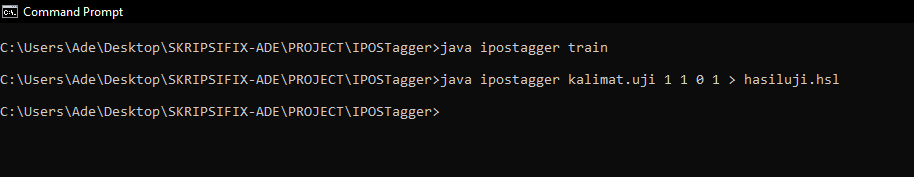 Command Prompt
C:\Users\Ade\Desktop\SKRIPSIFIX-ADE\PROJECT\IPOSTagger>java ipostagger train
C:\Users\Ade\Desktop\SKRIPSIFIX-ADE\PROJECT\IPOSTagger>java ipostagger kalimat.uji 1 1 0 1 > hasiluji.hsl
C:\Users\Ade\Desktop\SKRIPSIFIX-ADE\PROJECT\IPOSTagger>